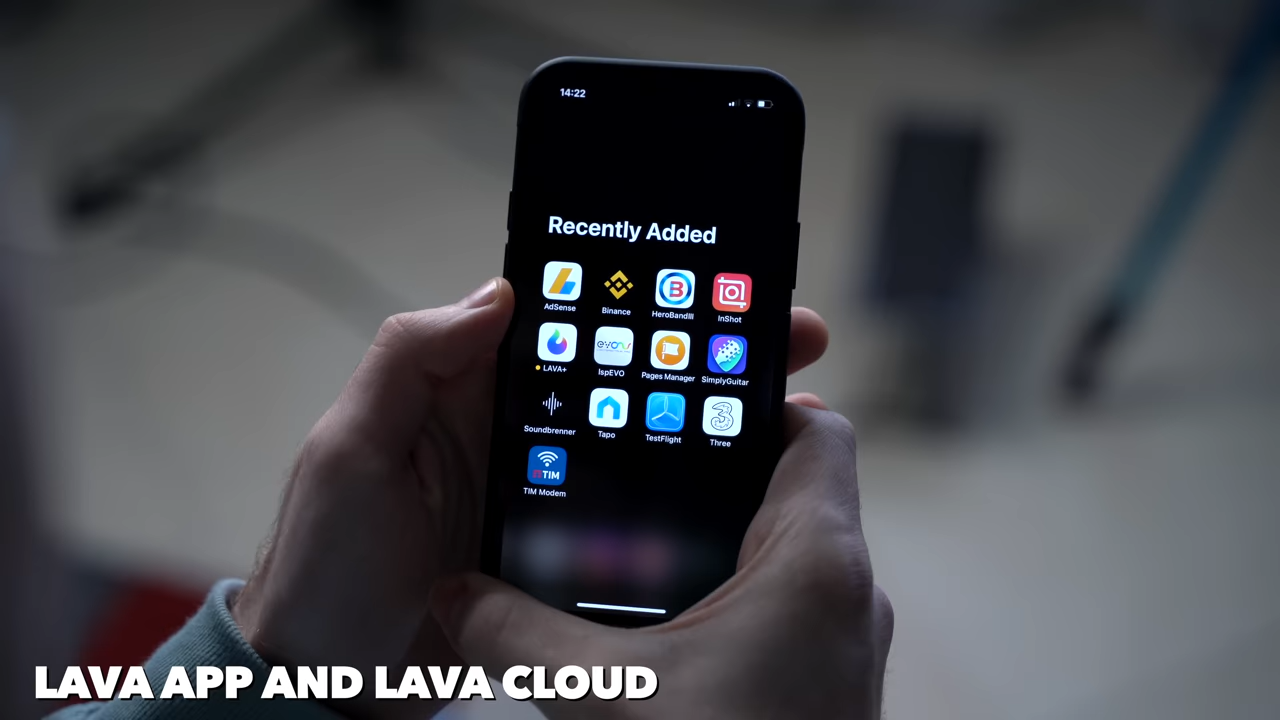 14:22
Recently Added
AdSense Binance HeroBandIII InShot
LAVA+ IspEVO Pages Manager SimplyGuitar
Soundbrenner Tapo TestFlight Three
TIM
TIM Modem
LAVA APP AND LAVA CLOUD